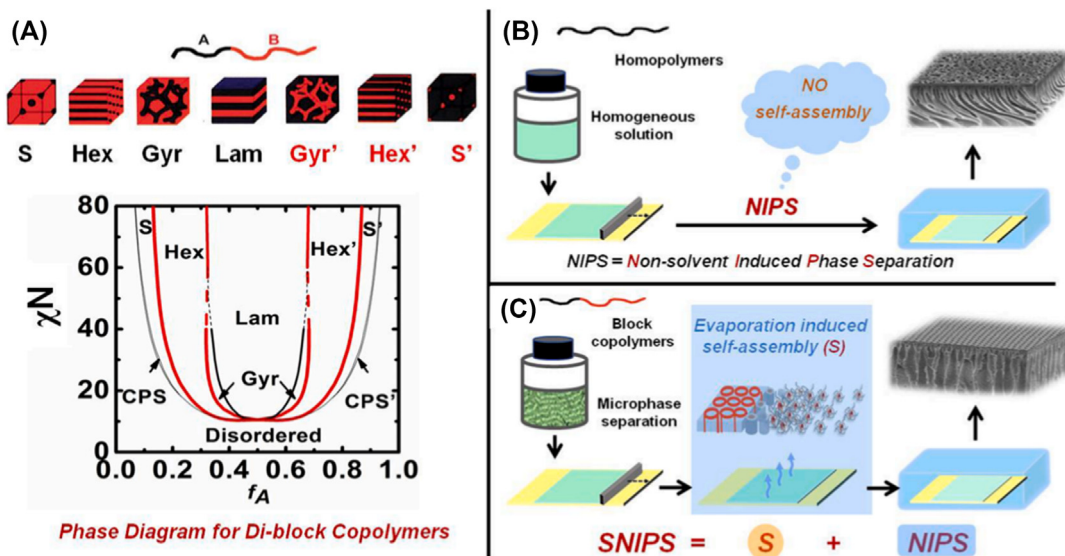 (A)
A
B
S
Hex
Gyr
Lam
Gyr'
Hex'
S'
80
60
40
20
0
χN
S
Hex
Hex'
S'
Lam
Gyr
CPS
CPS'
Disordered
0.0
0.2
0.4
0.6
0.8
1.0
fA
Phase Diagram for Di-block Copolymers
(B)
Homopolymers
Homogeneous
solution
NO
self-assembly
NIPS
NIPS = Non-solvent Induced Phase Separation
(C)
Block
copolymers
Microphase
separation
Evaporation induced
self-assembly (S)
SNIPS = S + NIPS